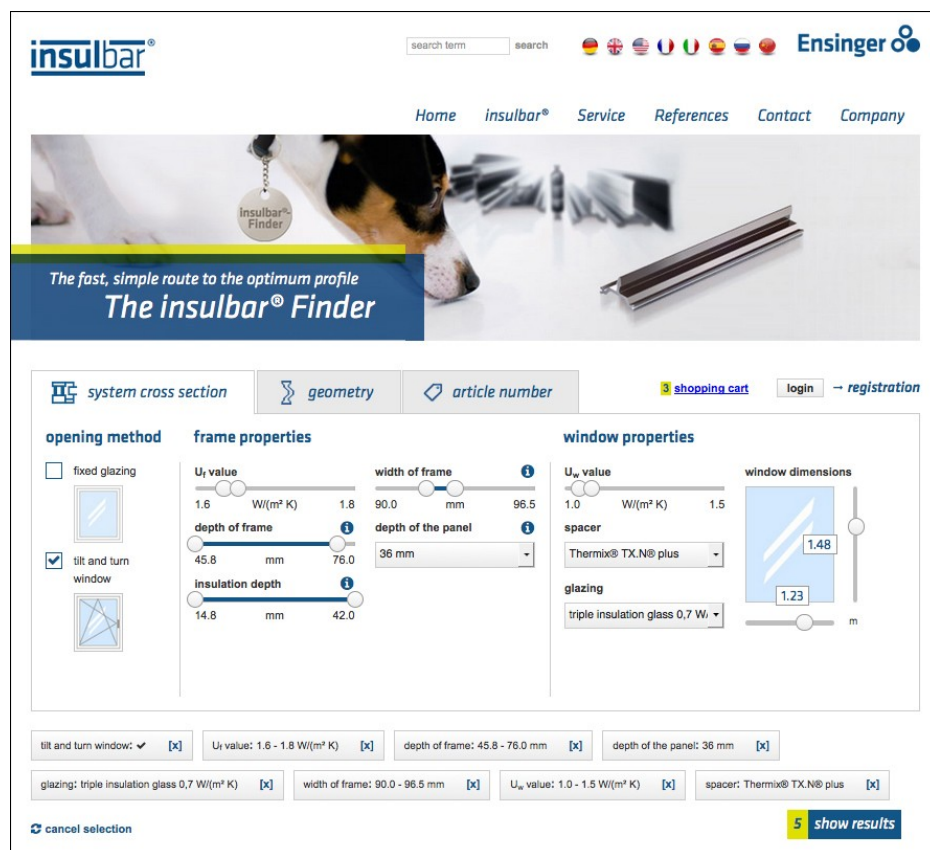 insulbar®
search term search
Ensinger
Home insulbar® Service References Contact Company
insulbar®-
Finder
The fast, simple route to the optimum profile
The insulbar® Finder
system cross section geometry article number 3 shopping cart login → registration
opening method frame properties window properties
fixed glazing
tilt and turn
window
Uf value
1.6 W/(m² K) 1.8
depth of frame i
45.8 mm 76.0
insulation depth i
14.8 mm 42.0
width of frame i
90.0 mm 96.5
depth of the panel i
36 mm
Uw value
1.0 W/(m² K) 1.5
spacer
Thermix® TX.N® plus
glazing
triple insulation glass 0,7 W/
window dimensions
1.48
1.23
m
tilt and turn window: ✔ [x] Uf value: 1.6 - 1.8 W/(m² K) [x] depth of frame: 45.8 - 76.0 mm [x] depth of the panel: 36 mm [x]
glazing: triple insulation glass 0,7 W/(m² K) [x] width of frame: 90.0 - 96.5 mm [x] Uw value: 1.0 - 1.5 W/(m² K) [x] spacer: Thermix® TX.N® plus [x]
cancel selection 5 show results